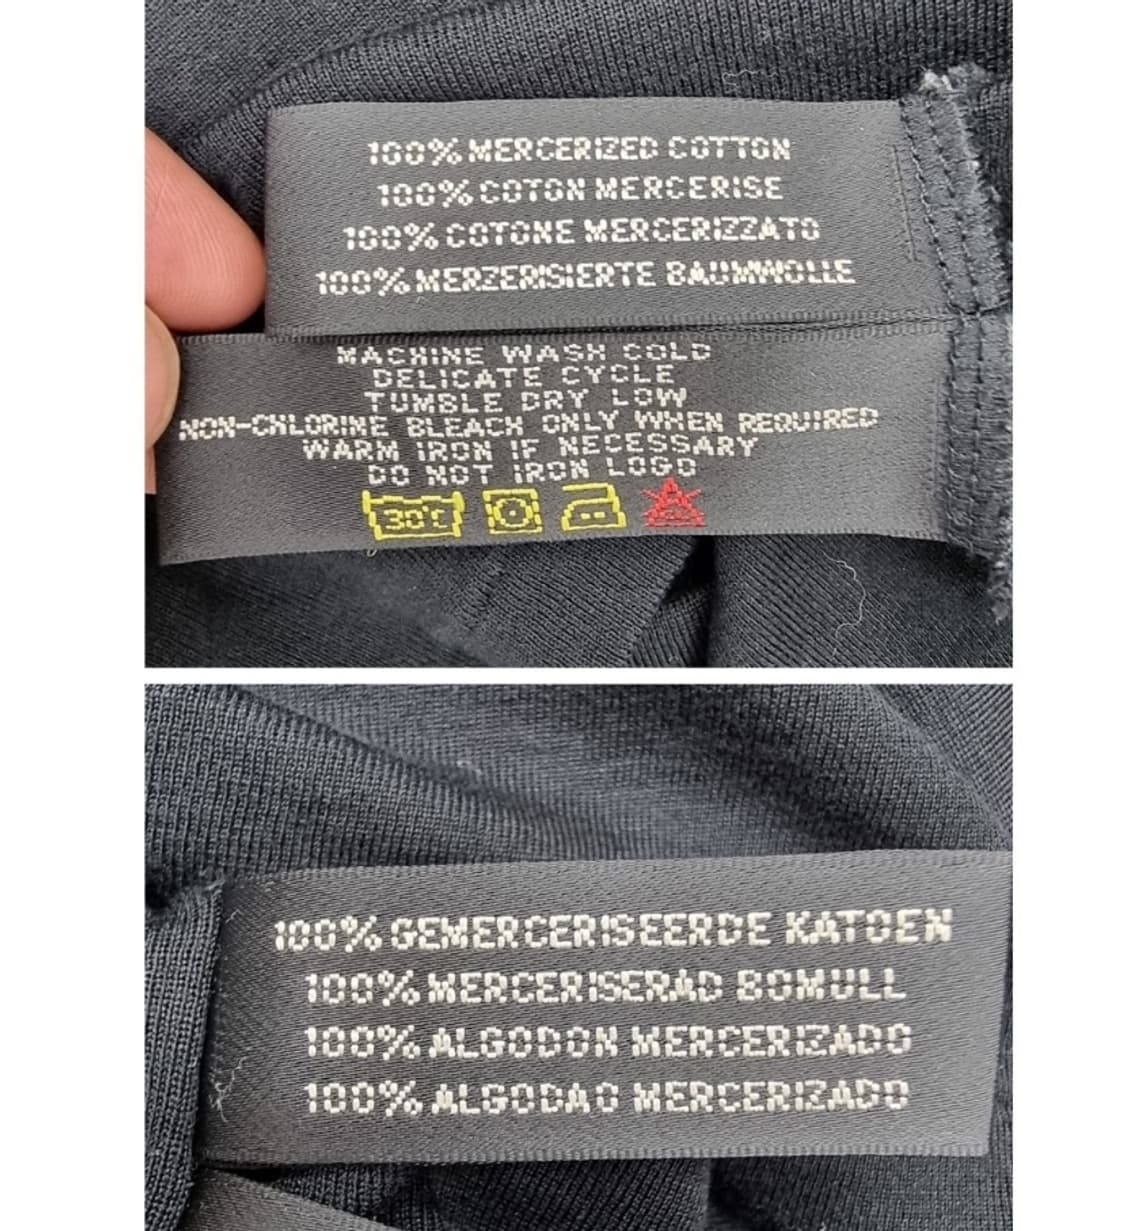 100% MERCERIZED COTTON
100% COTON MERCERISE
100% COTONE MERCERIZZATO
100% MERZERISIERTE BAUMWOLLE
MACHINE WASH COLD
DELICATE CYCLE
TUMBLE DRY LOW
NON-CHLORINE BLEACH ONLY WHEN REQUIRED
WARM IRON IF NECESSARY
DO NOT IRON LOGO
30°C
100% GEMERCERISEERDE KATOEN
100% MERCERISERAD BOMULL
100% ALGODON MERCERIZADO
100% ALGODAO MERCERIZADO